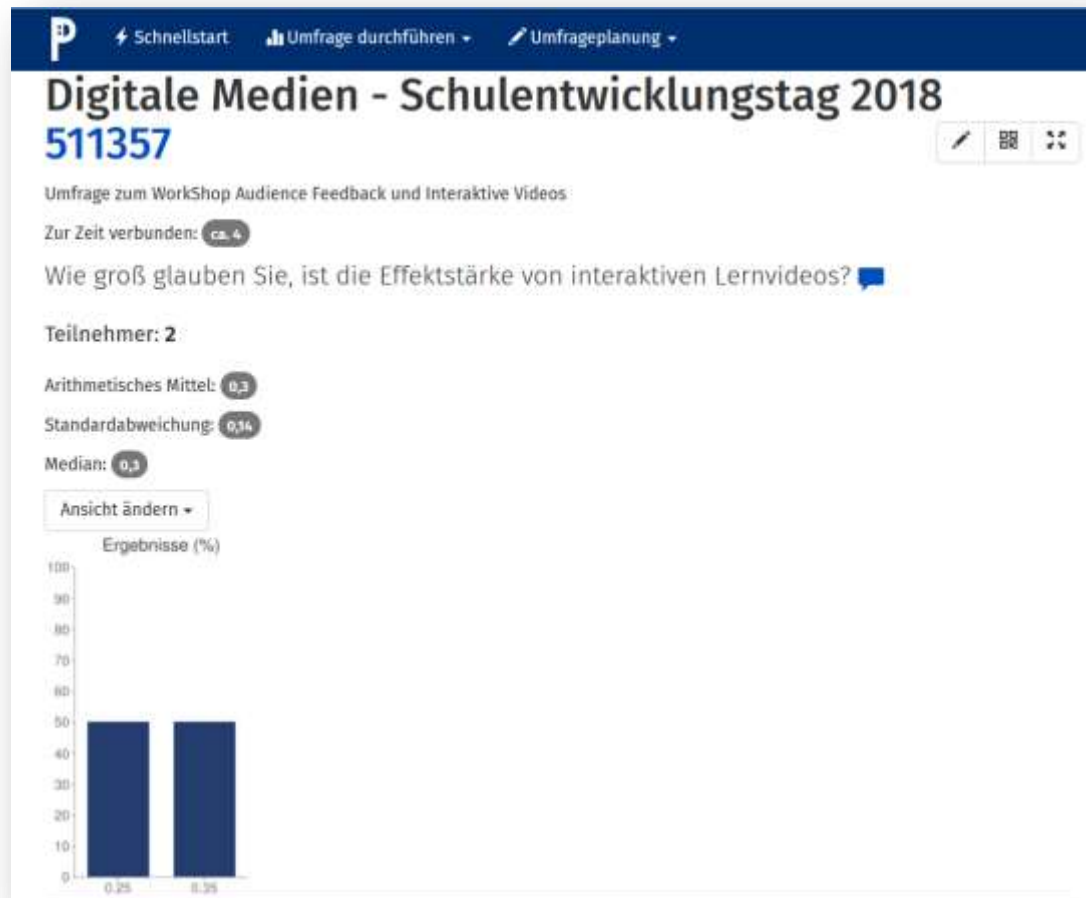 Schnellstart Umfrage durchführen Umfrageplanung
Digitale Medien - Schulentwicklungstag 2018
511357
Umfrage zum WorkShop Audience Feedback und Interaktive Videos
Zur Zeit verbunden: ca. 4
Wie groß glauben Sie, ist die Effektstärke von interaktiven Lernvideos?
Teilnehmer: 2
Arithmetisches Mittel: 0,3
Standardabweichung: 0,14
Median: 0,3
Ansicht ändern
Ergebnisse (%)
100
90
80
70
60
50
40
30
20
10
0
0.25 0.35